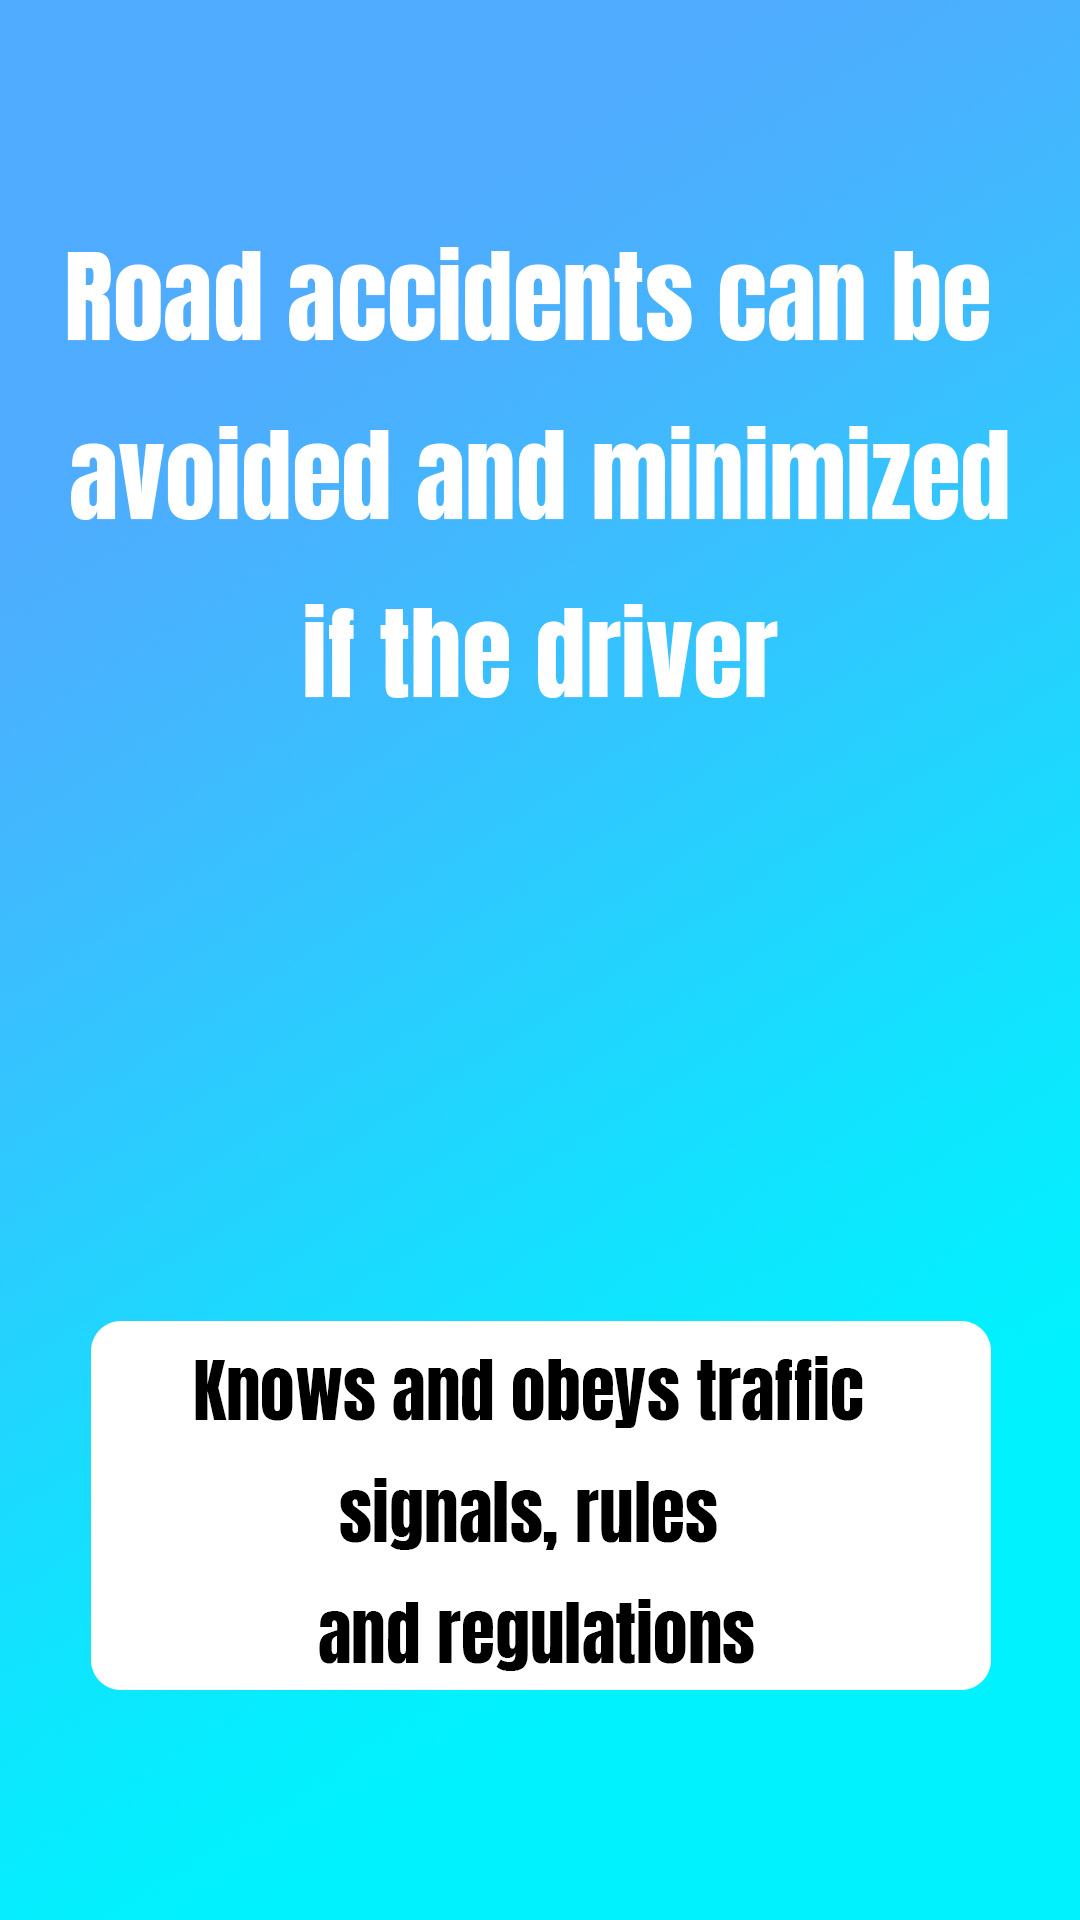 Road accidents can be
avoided and minimized
if the driver
Knows and obeys traffic
signals, rules
and regulations